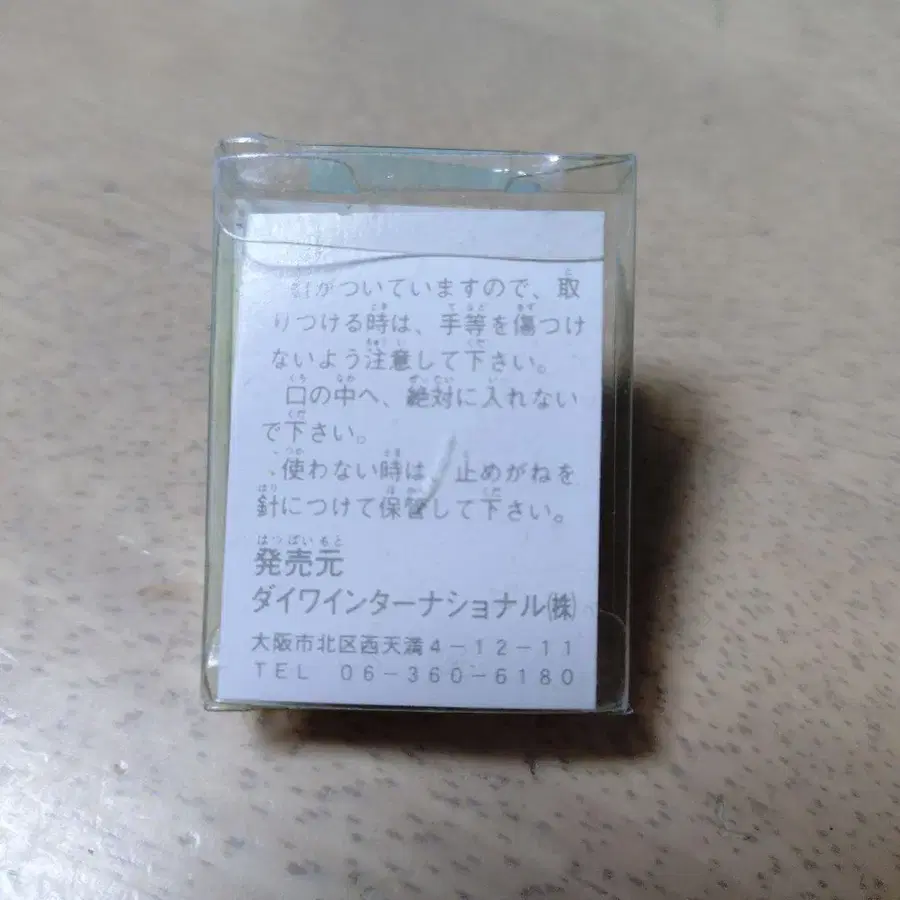 針がついていますので、取
りつける時は、手等を傷つけ
ないよう注意して下さい。
口の中へ、絶対に入れない
で下さい。
使わない時は、止めがねを
針につけて保管して下さい。
発売元
ダイワインターナショナル㈱
大阪市北区西天満4-12-11
TEL 06-360-6180